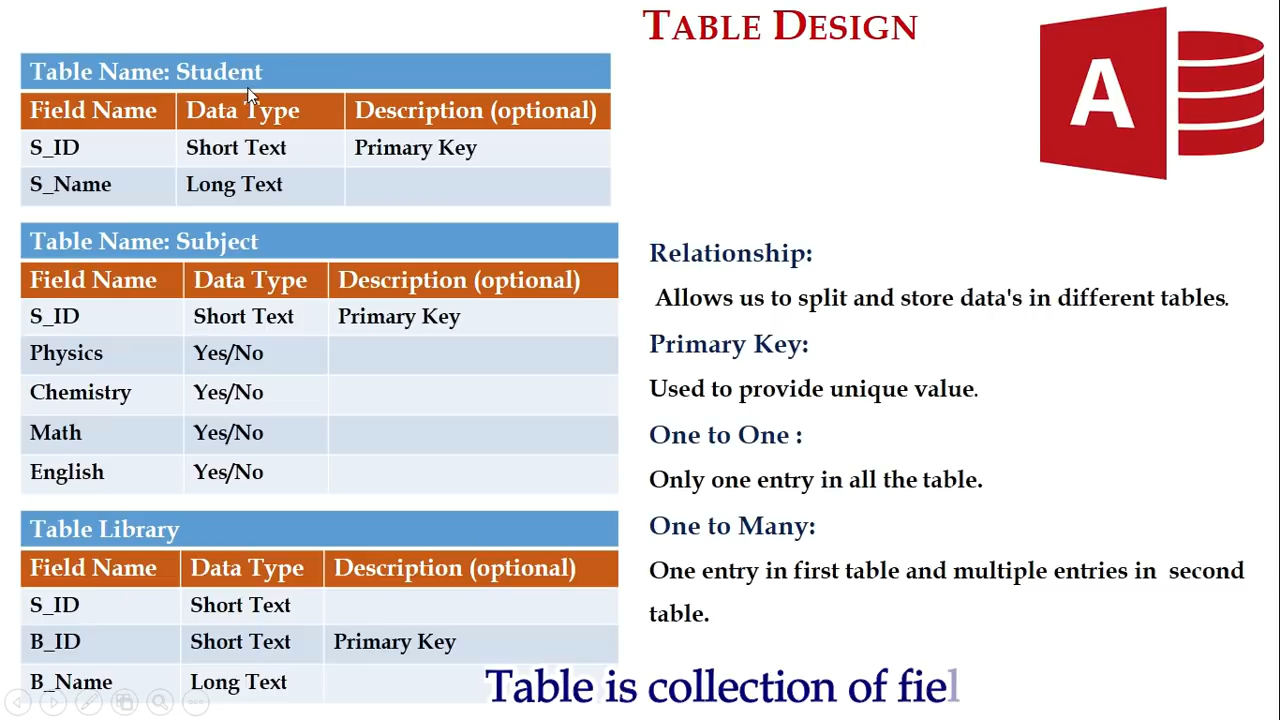 TABLE DESIGN
A
Table Name: Student
Field Name Data Type Description (optional)
S_ID Short Text Primary Key
S_Name Long Text
Table Name: Subject
Field Name Data Type Description (optional)
S_ID Short Text Primary Key
Physics Yes/No
Chemistry Yes/No
Math Yes/No
English Yes/No
Table Library
Field Name Data Type Description (optional)
S_ID Short Text
B_ID Short Text Primary Key
B_Name Long Text
Relationship:
Allows us to split and store data's in different tables.
Primary Key:
Used to provide unique value.
One to One :
Only one entry in all the table.
One to Many:
One entry in first table and multiple entries in second
table.
Table is collection of fiel